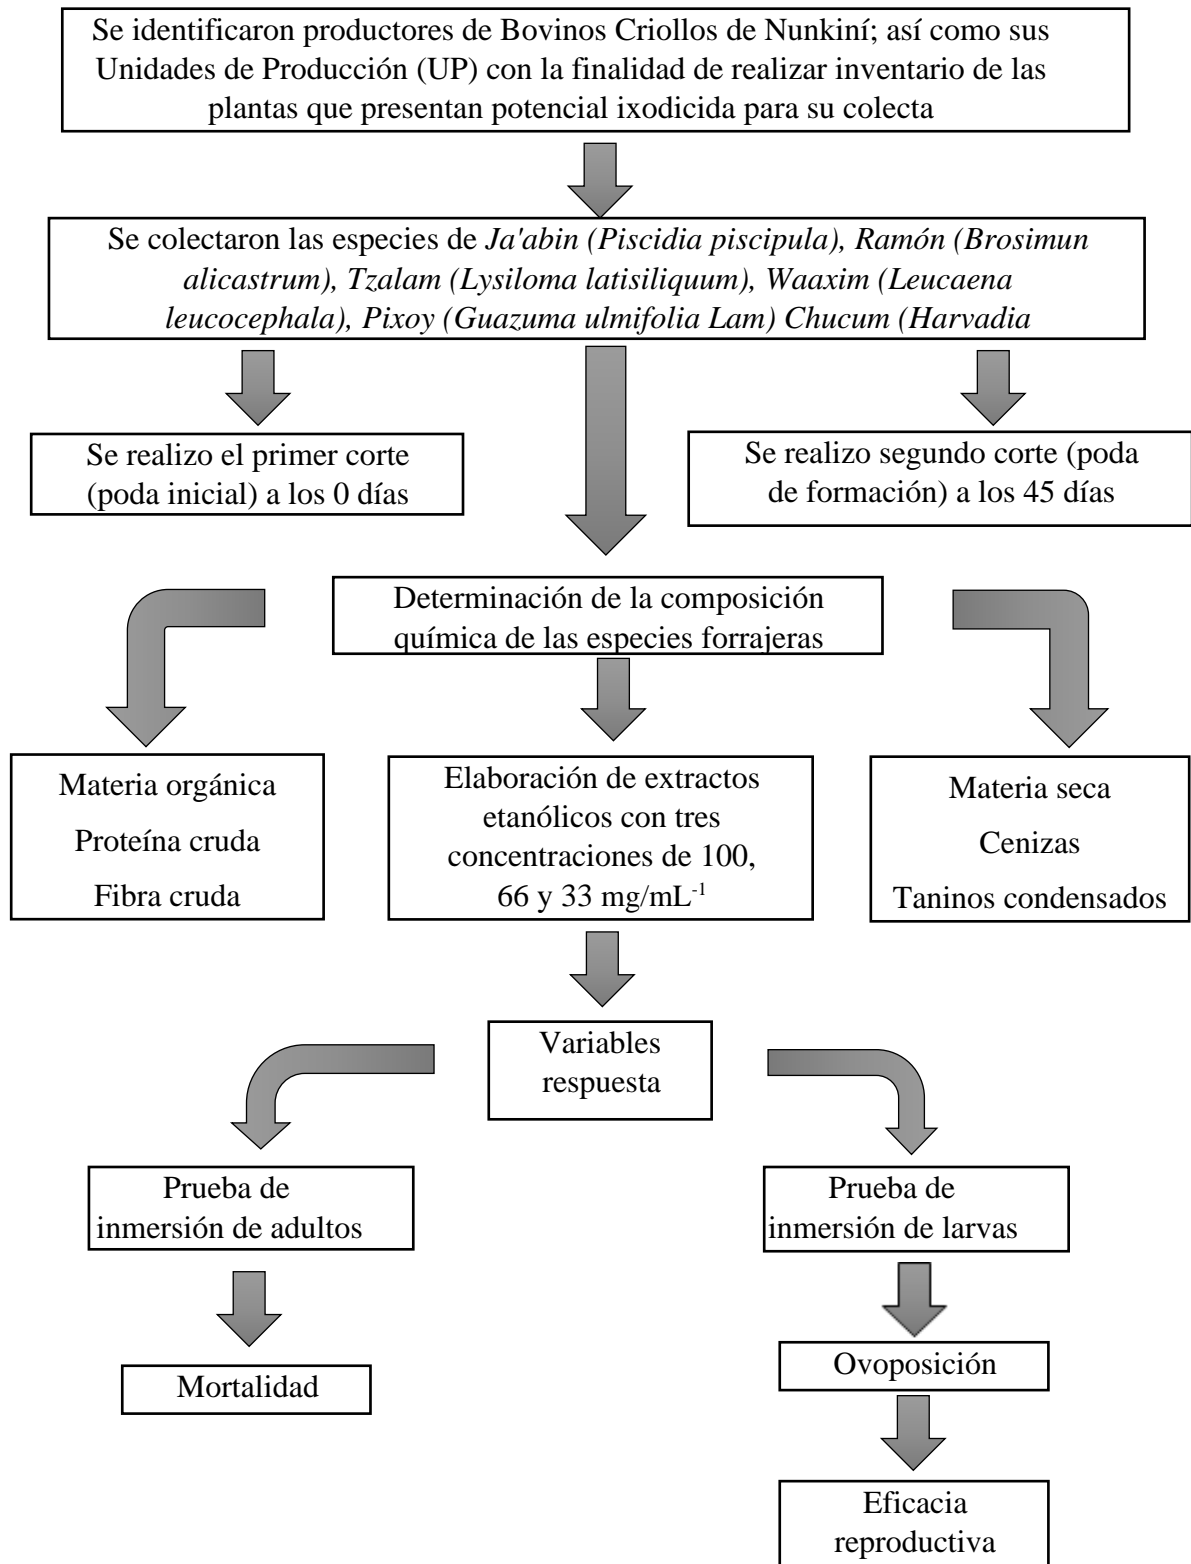 Se identificaron productores de Bovinos Criollos de Nunkiní; así como sus
Unidades de Producción (UP) con la finalidad de realizar inventario de las
plantas que presentan potencial ixodicida para su colecta
Se colectaron las especies de Ja'abin (Piscidia piscipula), Ramón (Brosimun
alicastrum), Tzalam (Lysiloma latisiliquum), Waaxim (Leucaena
leucocephala), Pixoy (Guazuma ulmifolia Lam) Chucum (Harvadia
Se realizo el primer corte
(poda inicial) a los 0 días
Se realizo segundo corte (poda
de formación) a los 45 días
Determinación de la composición
química de las especies forrajeras
Materia orgánica
Proteína cruda
Fibra cruda
Elaboración de extractos
etanólicos con tres
concentraciones de 100,
66 y 33 mg/mL⁻¹
Materia seca
Cenizas
Taninos condensados
Variables
respuesta
Prueba de
inmersión de adultos
Prueba de
inmersión de larvas
Mortalidad
Ovoposición
Eficacia
reproductiva